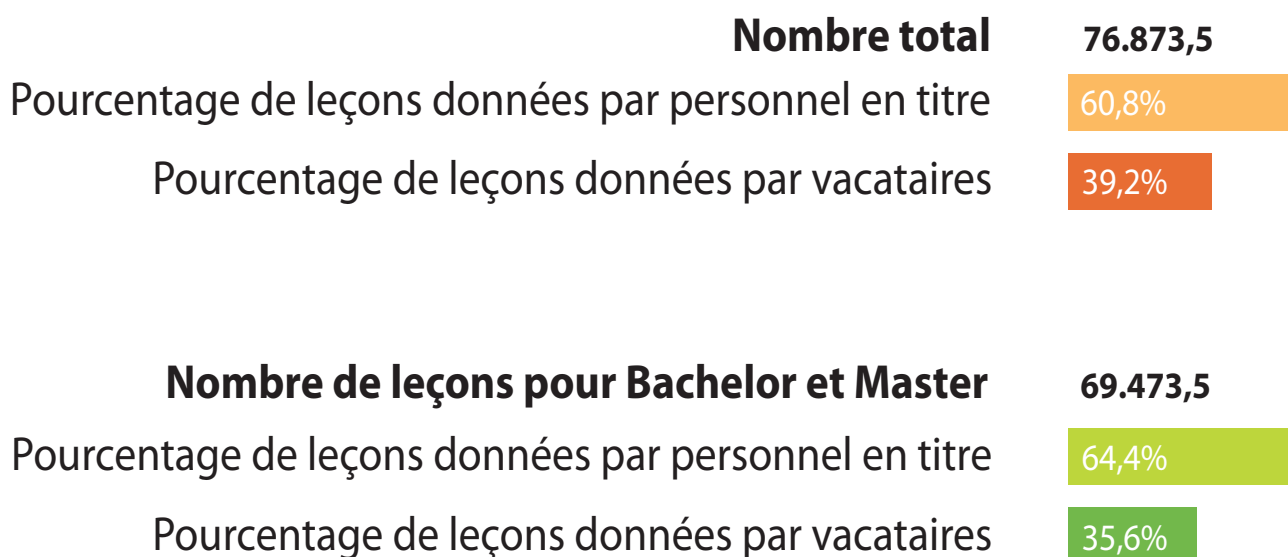 Nombre total 76.873,5
Pourcentage de leçons données par personnel en titre 60,8%
Pourcentage de leçons données par vacataires 39,2%
Nombre de leçons pour Bachelor et Master 69.473,5
Pourcentage de leçons données par personnel en titre 64,4%
Pourcentage de leçons données par vacataires 35,6%